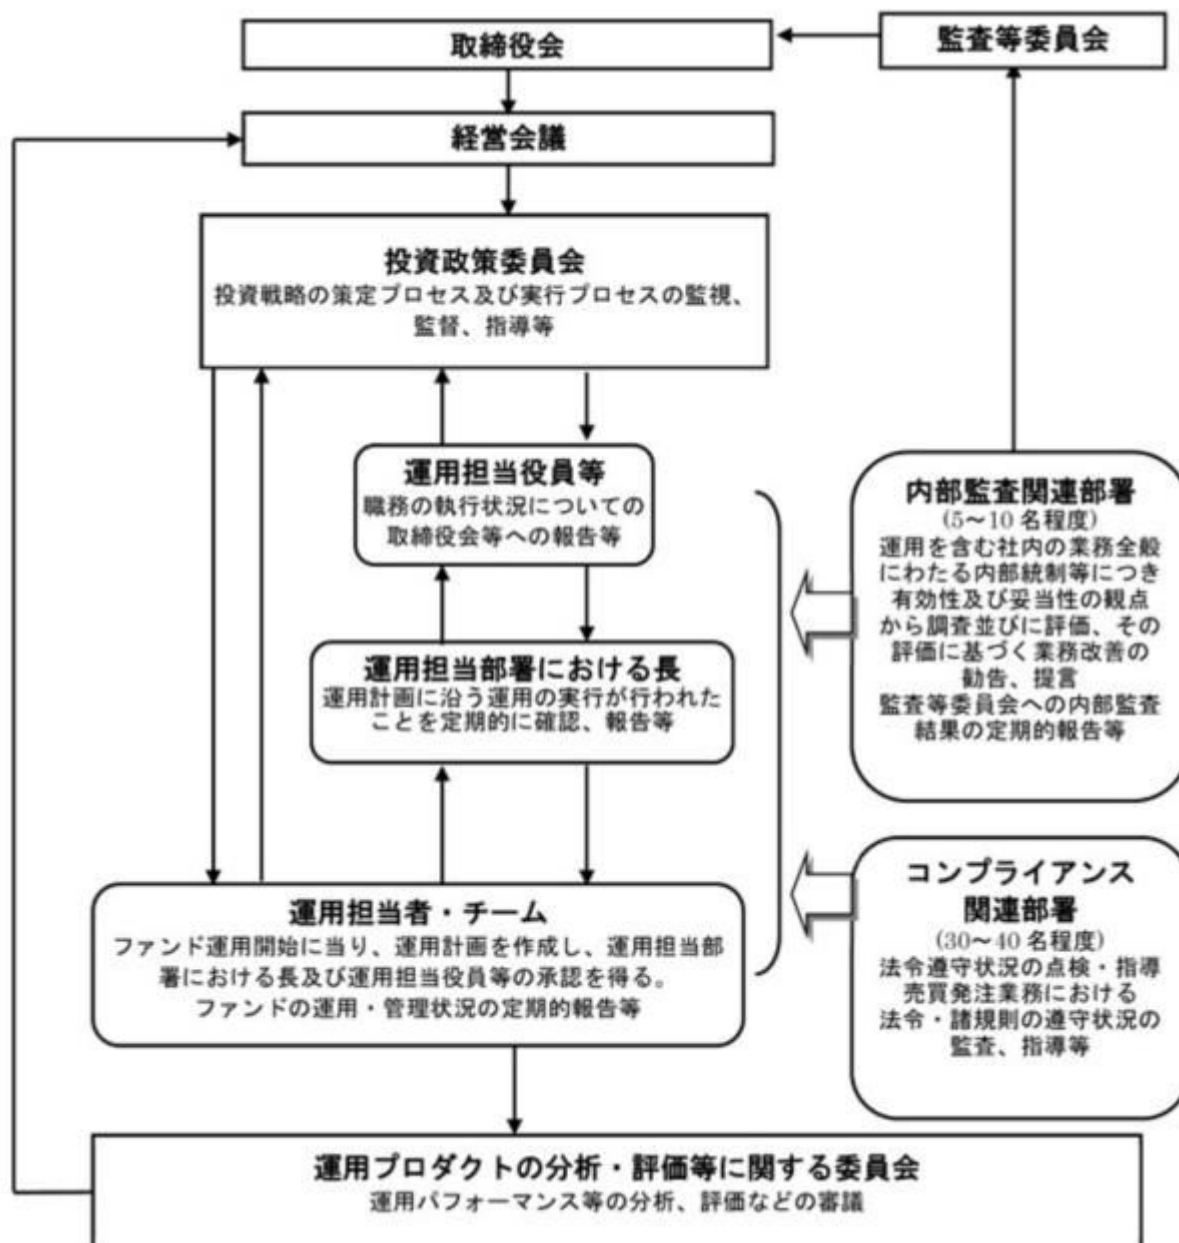 取締役会
監査等委員会
経営会議
投資政策委員会
投資戦略の策定プロセス及び実行プロセスの監視、
監督、指導等
運用担当役員等
職務の執行状況についての
取締役会等への報告等
運用担当部署における長
運用計画に沿う運用の実行が行われた
ことを定期的に確認、報告等
運用担当者・チーム
ファンド運用開始に当り、運用計画を作成し、運用担当部
署における長及び運用担当役員等の承認を得る。
ファンドの運用・管理状況の定期的報告等
内部監査関連部署
(5～10 名程度)
運用を含む社内の業務全般
にわたる内部統制等につき
有効性及び妥当性の観点
から調査並びに評価、その
評価に基づく業務改善の
勧告、提言
監査等委員会への内部監査
結果の定期的報告等
コンプライアンス
関連部署
(30～40 名程度)
法令遵守状況の点検・指導
売買発注業務における
法令・諸規則の遵守状況の
監査、指導等
運用プロダクトの分析・評価等に関する委員会
運用パフォーマンス等の分析、評価などの審議